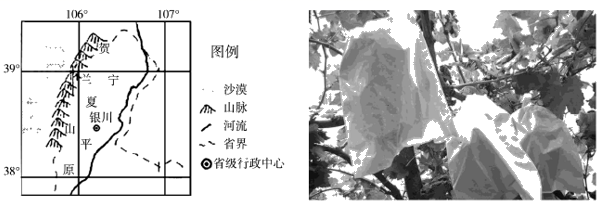 106° 107°
贺
39°
兰 宁
夏
银川
山 平
38° 原
图例
沙漠
山脉
河流
省界
省级行政中心